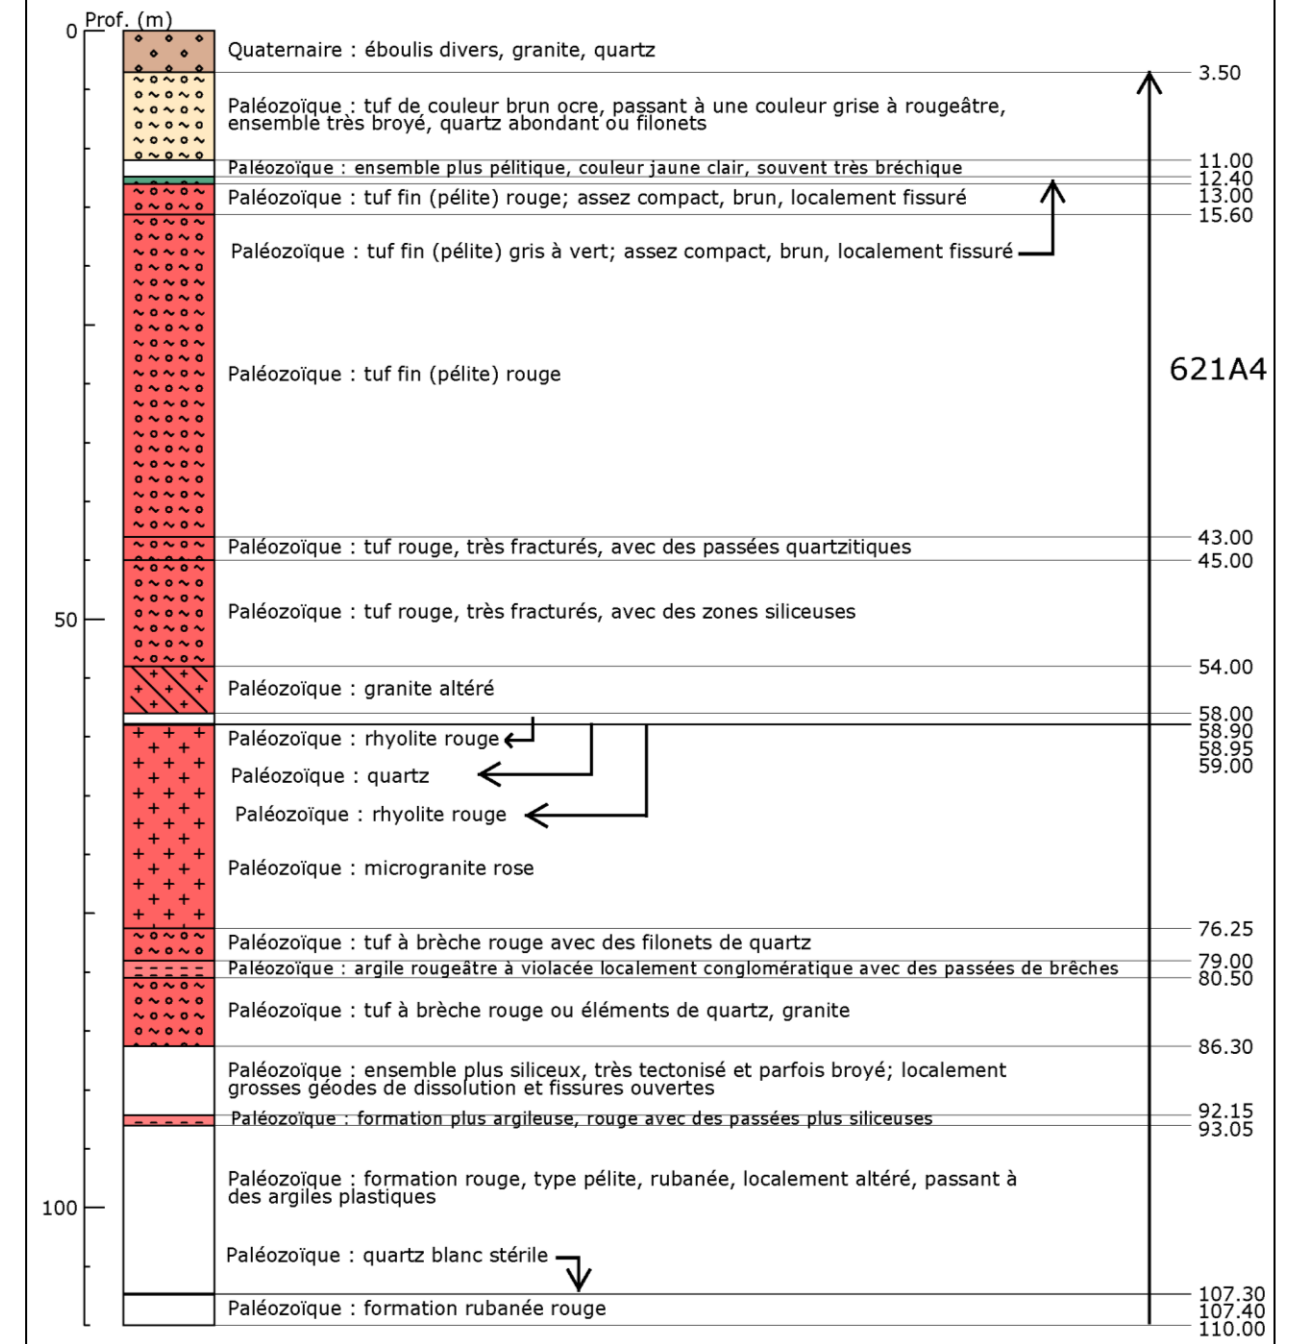 Prof. (m)
0
Quaternaire : éboulis divers, granite, quartz
3.50
Paléozoïque : tuf de couleur brun ocre, passant à une couleur grise à rougeâtre,
ensemble très broyé, quartz abondant ou filonets
11.00
Paléozoïque : ensemble plus pélitique, couleur jaune clair, souvent très bréchique
12.40
13.00
Paléozoïque : tuf fin (pélite) rouge; assez compact, brun, localement fissuré
15.60
Paléozoïque : tuf fin (pélite) gris à vert; assez compact, brun, localement fissuré
Paléozoïque : tuf fin (pélite) rouge
621A4
43.00
Paléozoïque : tuf rouge, très fracturés, avec des passées quartzitiques
45.00
Paléozoïque : tuf rouge, très fracturés, avec des zones siliceuses
50
54.00
Paléozoïque : granite altéré
58.00
58.90
Paléozoïque : rhyolite rouge
58.95
59.00
Paléozoïque : quartz
Paléozoïque : rhyolite rouge
Paléozoïque : microgranite rose
76.25
Paléozoïque : tuf à brèche rouge avec des filonets de quartz
79.00
Paléozoïque : argile rougeâtre à violacée localement conglomératique avec des passées de brêches
80.50
Paléozoïque : tuf à brèche rouge ou éléments de quartz, granite
86.30
Paléozoïque : ensemble plus siliceux, très tectonisé et parfois broyé; localement
grosses géodes de dissolution et fissures ouvertes
92.15
Paléozoïque : formation plus argileuse, rouge avec des passées plus siliceuses
93.05
Paléozoïque : formation rouge, type pélite, rubanée, localement altéré, passant à
des argiles plastiques
100
Paléozoïque : quartz blanc stérile
107.30
Paléozoïque : formation rubanée rouge
107.40
110.00